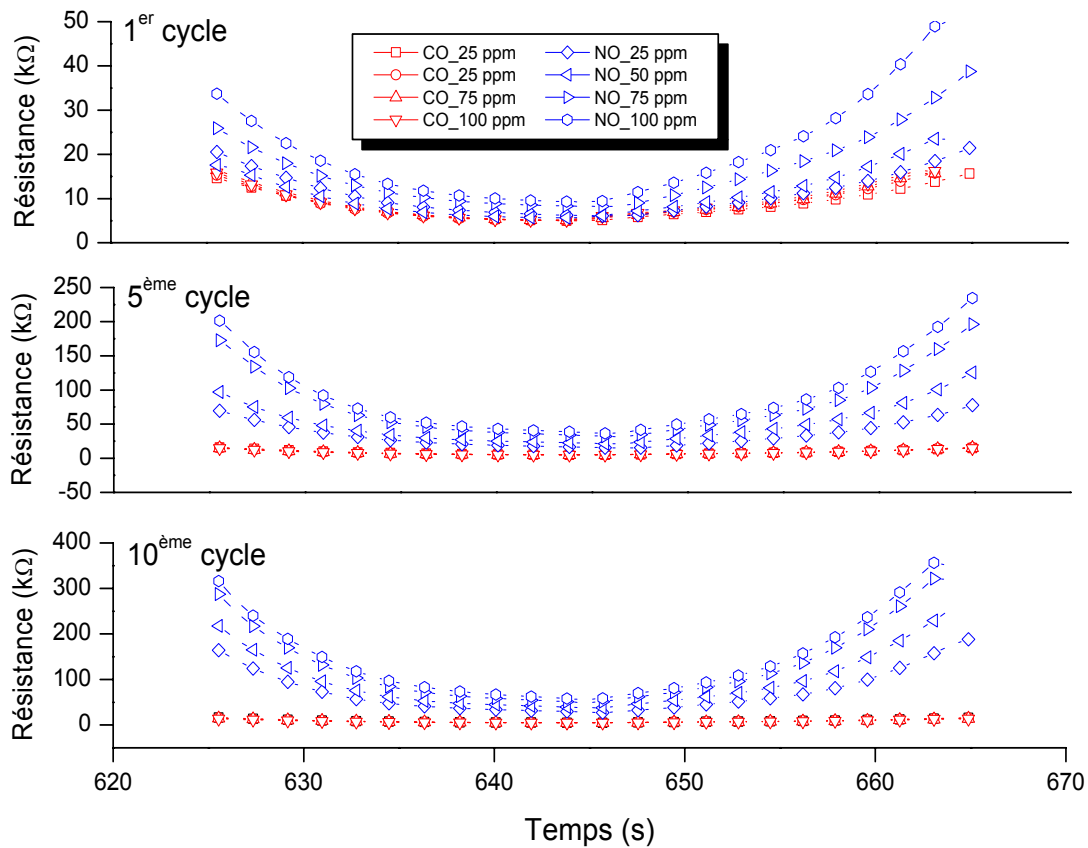 1er cycle
CO_25 ppm
CO_25 ppm
CO_75 ppm
CO_100 ppm
NO_25 ppm
NO_50 ppm
NO_75 ppm
NO_100 ppm
Résistance (kΩ)
50
40
30
20
10
0
5ème cycle
Résistance (kΩ)
250
200
150
100
50
0
-50
10ème cycle
Résistance (kΩ)
400
300
200
100
0
620
630
640
650
660
670
Temps (s)